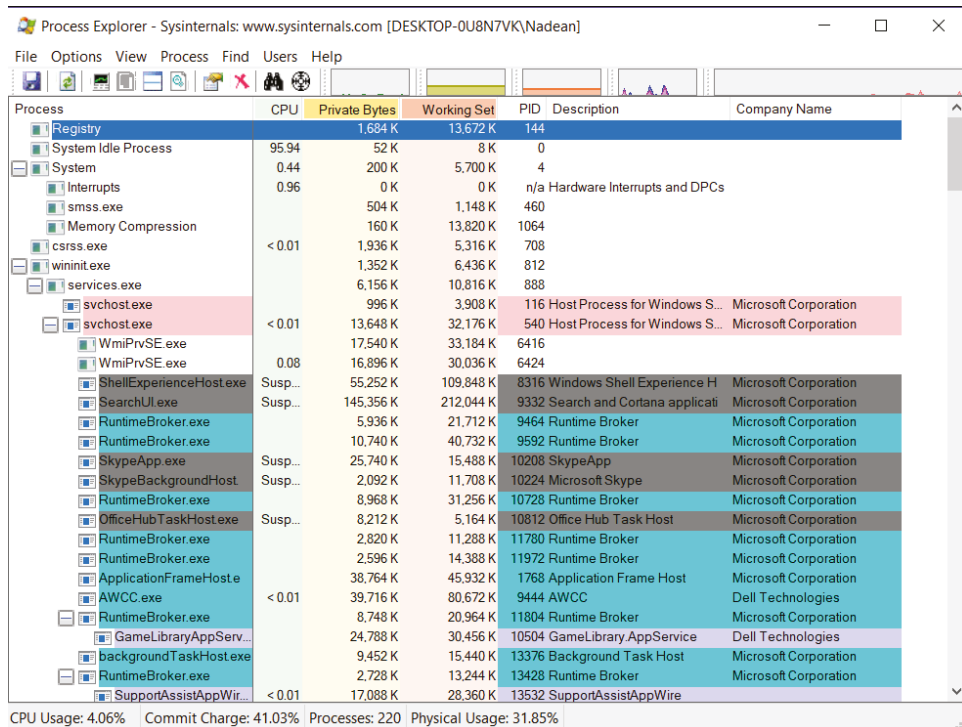 Process Explorer - Sysinternals: www.sysinternals.com [DESKTOP-0U8N7VK\Nadean]
File Options View Process Find Users Help
Process CPU Private Bytes Working Set PID Description Company Name
Registry 1,684 K 13,672 K 144
System Idle Process 95.94 52 K 8 K 0
System 0.44 200 K 5,700 K 4
Interrupts 0.96 0 K 0 K n/a Hardware Interrupts and DPCs
smss.exe 504 K 1,148 K 460
Memory Compression 160 K 13,820 K 1064
csrss.exe < 0.01 1,936 K 5,316 K 708
wininit.exe 1,352 K 6,436 K 812
services.exe 6,156 K 10,816 K 888
svchost.exe 996 K 3,908 K 116 Host Process for Windows S... Microsoft Corporation
svchost.exe < 0.01 13,648 K 32,176 K 540 Host Process for Windows S... Microsoft Corporation
WmiPrvSE.exe 17,540 K 33,184 K 6416
WmiPrvSE.exe 0.08 16,896 K 30,036 K 6424
ShellExperienceHost.exe Susp... 55,252 K 109,848 K 8316 Windows Shell Experience H Microsoft Corporation
SearchUI.exe Susp... 145,356 K 212,044 K 9332 Search and Cortana applicati Microsoft Corporation
RuntimeBroker.exe 5,936 K 21,712 K 9464 Runtime Broker Microsoft Corporation
RuntimeBroker.exe 10,740 K 40,732 K 9592 Runtime Broker Microsoft Corporation
SkypeApp.exe Susp... 25,740 K 15,488 K 10208 SkypeApp Microsoft Corporation
SkypeBackgroundHost. Susp... 2,092 K 11,708 K 10224 Microsoft Skype Microsoft Corporation
RuntimeBroker.exe 8,968 K 31,256 K 10728 Runtime Broker Microsoft Corporation
OfficeHubTaskHost.exe Susp... 8,212 K 5,164 K 10812 Office Hub Task Host Microsoft Corporation
RuntimeBroker.exe 2,820 K 11,288 K 11780 Runtime Broker Microsoft Corporation
RuntimeBroker.exe 2,596 K 14,388 K 11972 Runtime Broker Microsoft Corporation
ApplicationFrameHost.e 38,764 K 45,932 K 1768 Application Frame Host Microsoft Corporation
AWCC.exe < 0.01 39,716 K 80,672 K 9444 AWCC Dell Technologies
RuntimeBroker.exe 8,748 K 20,964 K 11804 Runtime Broker Microsoft Corporation
GameLibraryAppServ... 24,788 K 30,456 K 10504 GameLibrary.AppService Dell Technologies
backgroundTaskHost.exe 9,452 K 15,440 K 13376 Background Task Host Microsoft Corporation
RuntimeBroker.exe 2,728 K 13,244 K 13428 Runtime Broker Microsoft Corporation
SupportAssistAppWir... < 0.01 17,088 K 28,360 K 13532 SupportAssistAppWire
CPU Usage: 4.06% Commit Charge: 41.03% Processes: 220 Physical Usage: 31.85%